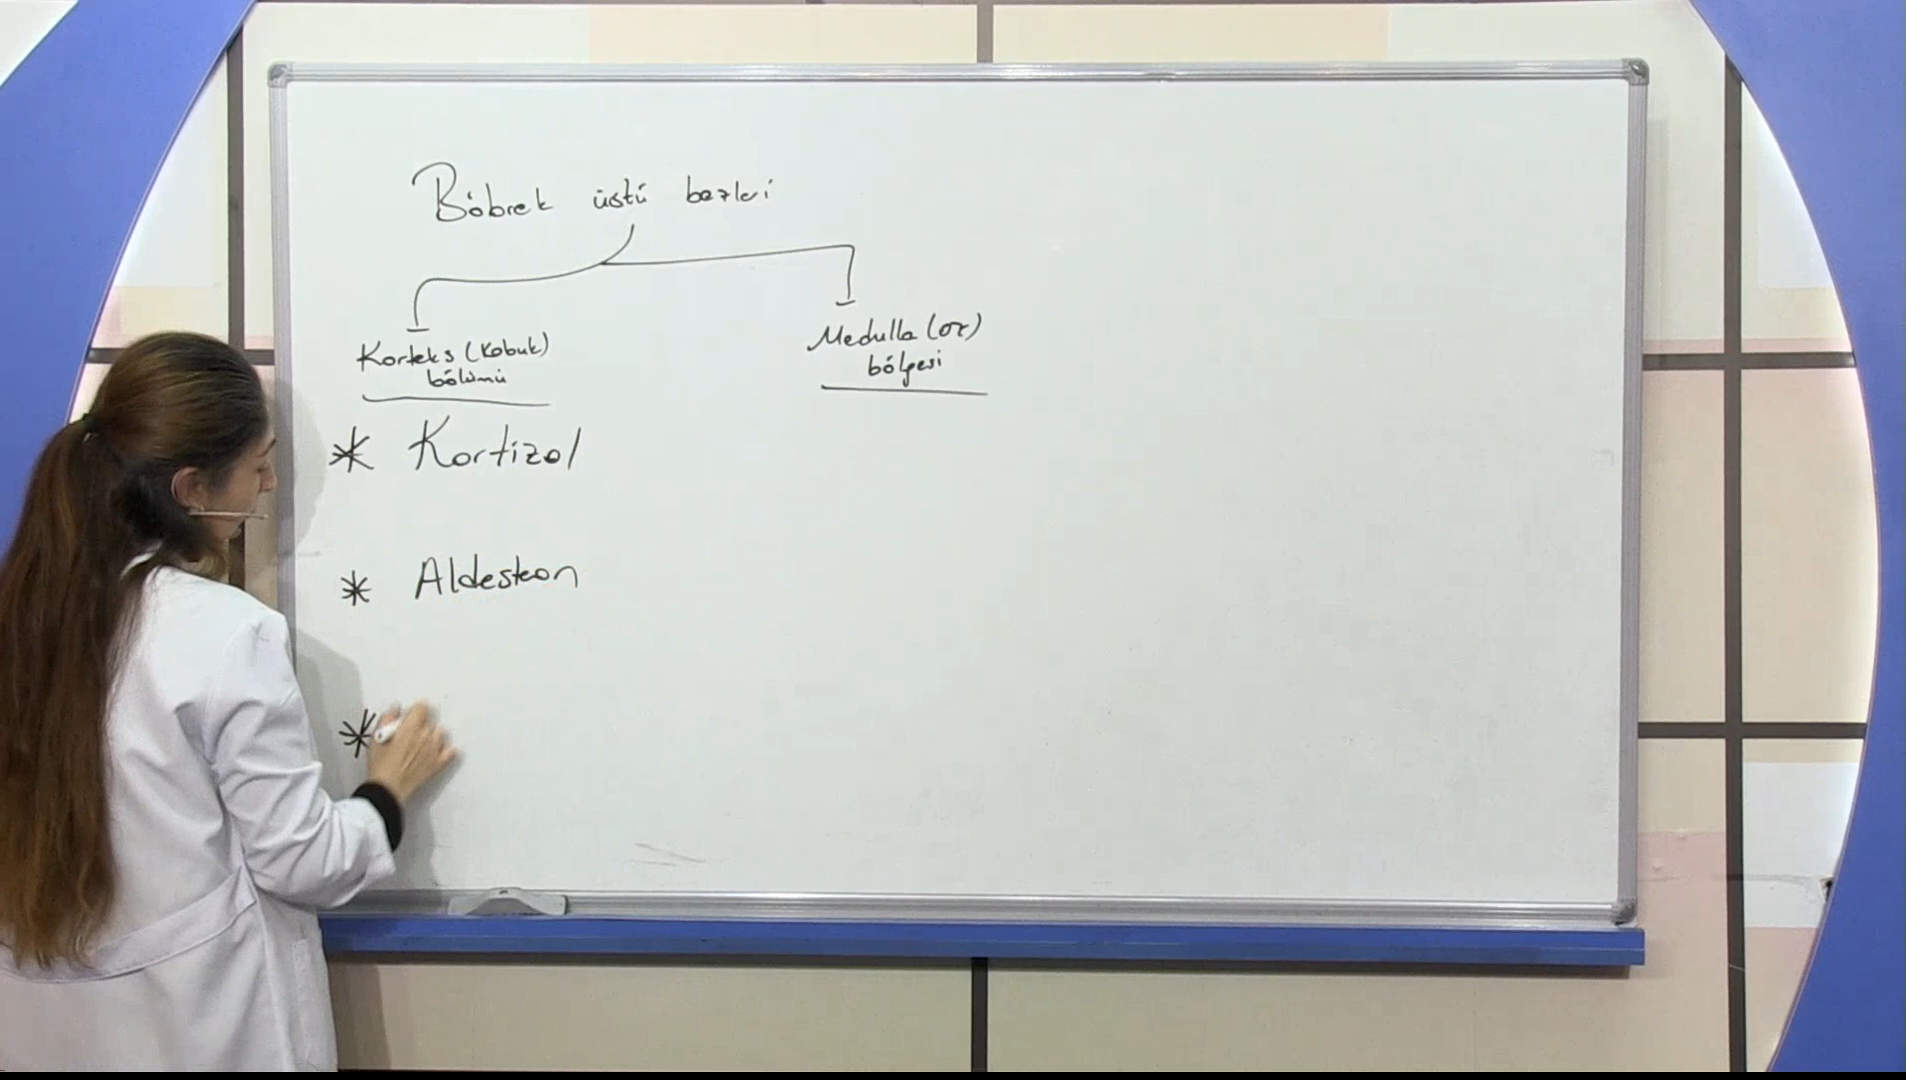 Böbrek üstü bezleri
Korteks (Kabuk)
bölümü
Medulla (öz)
bölgesi
* Kortizol
* Aldesteon
*